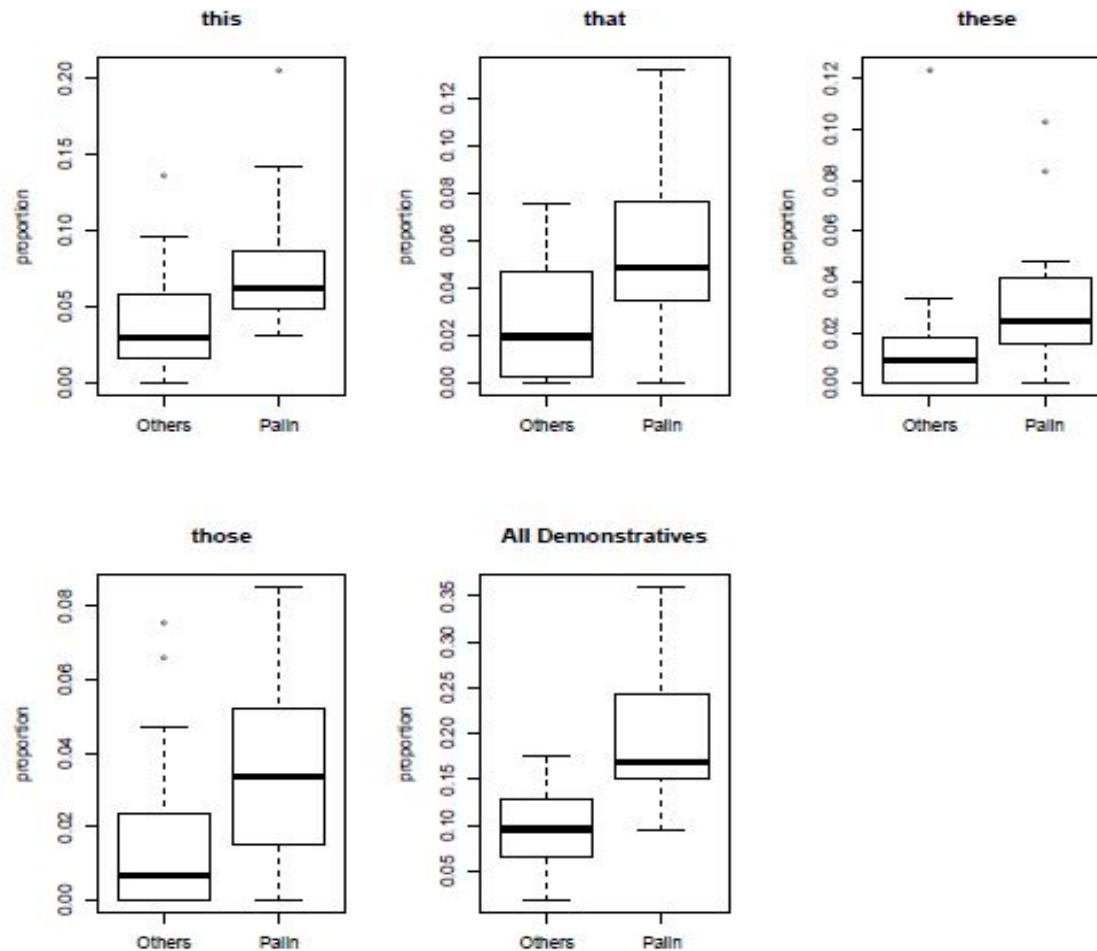 this
that
these
proportion
0.00 0.05 0.10 0.15 0.20
Others Palin
proportion
0.00 0.02 0.04 0.06 0.08 0.10 0.12
Others Palin
proportion
0.00 0.02 0.04 0.06 0.08 0.10 0.12
Others Palin
those
All Demonstratives
proportion
0.00 0.02 0.04 0.06 0.08
Others Palin
proportion
0.05 0.10 0.15 0.20 0.25 0.30 0.35
Others Palin